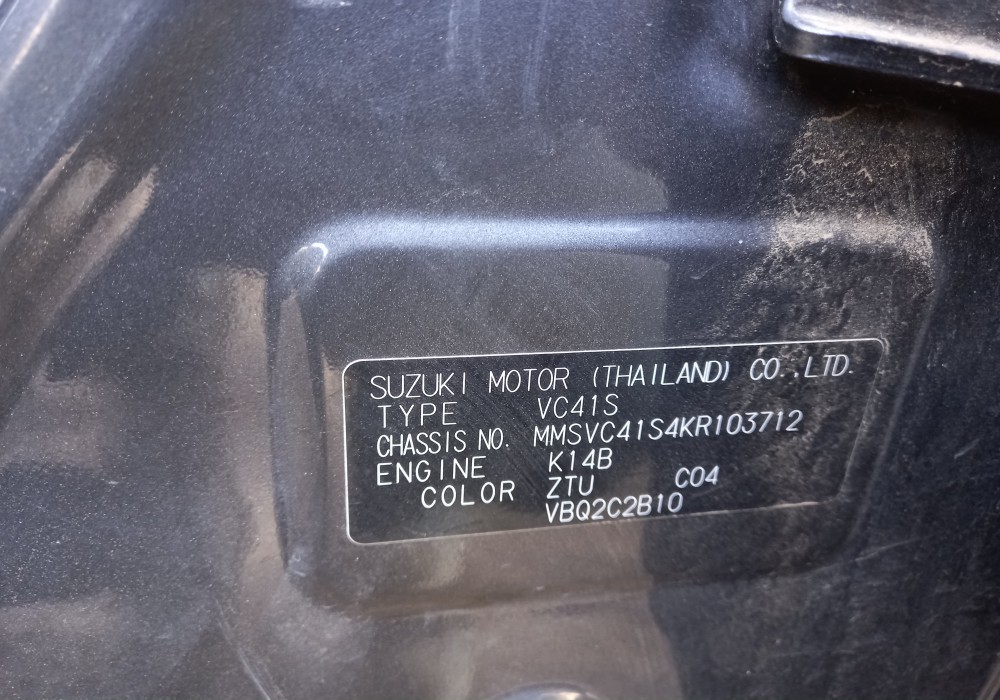 SUZUKI MOTOR (THAILAND) CO.,LTD.
TYPE VC41S
CHASSIS NO. MMSVC41S4KR103712
ENGINE K14B
COLOR ZTU C04
VBQ2C2B10